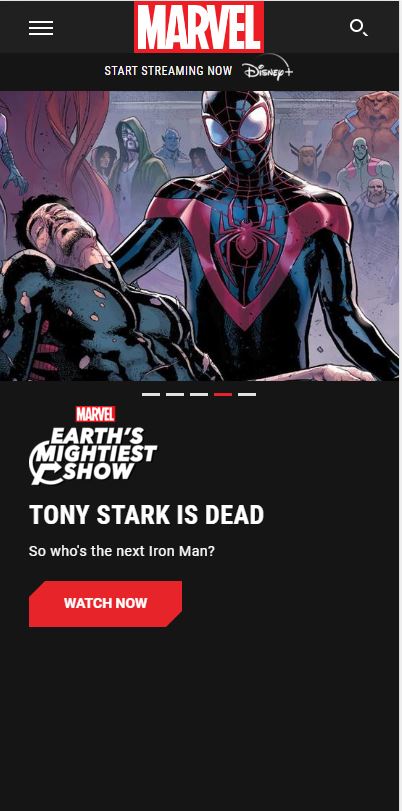 MARVEL
START STREAMING NOW Disney+
MARVEL
EARTH'S
MIGHTIEST
SHOW
TONY STARK IS DEAD
So who's the next Iron Man?
WATCH NOW